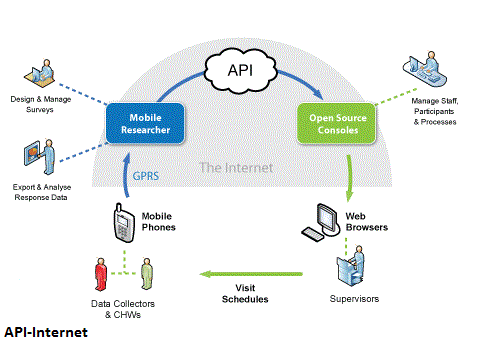 API
Design & Manage
Surveys
Mobile
Researcher
Open Source
Consoles
Manage Staff,
Participants
& Processes
The Internet
GPRS
Export & Analyse
Response Data
Mobile
Phones
Web
Browsers
Data Collectors
& CHWs
Visit
Schedules
Supervisors
API-Internet